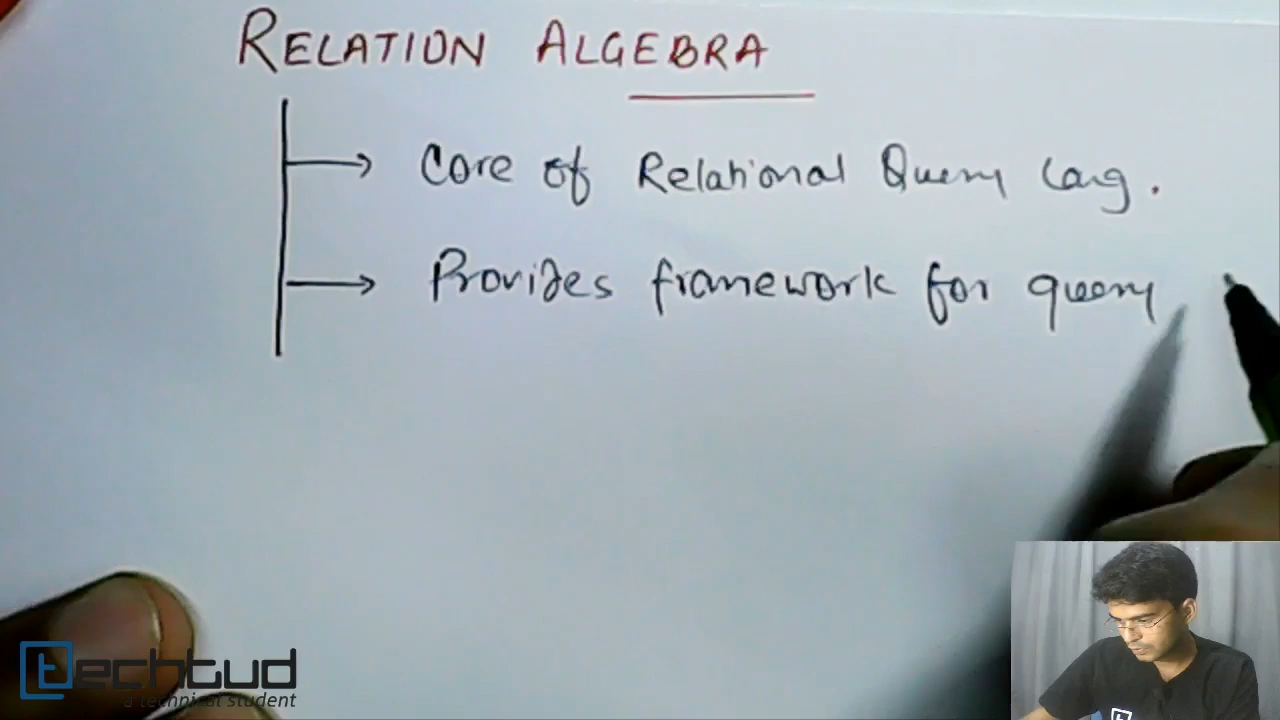 RELATION ALGEBRA
Core of Relational Query Lang.
Provides framework for query
techtud
a technical student